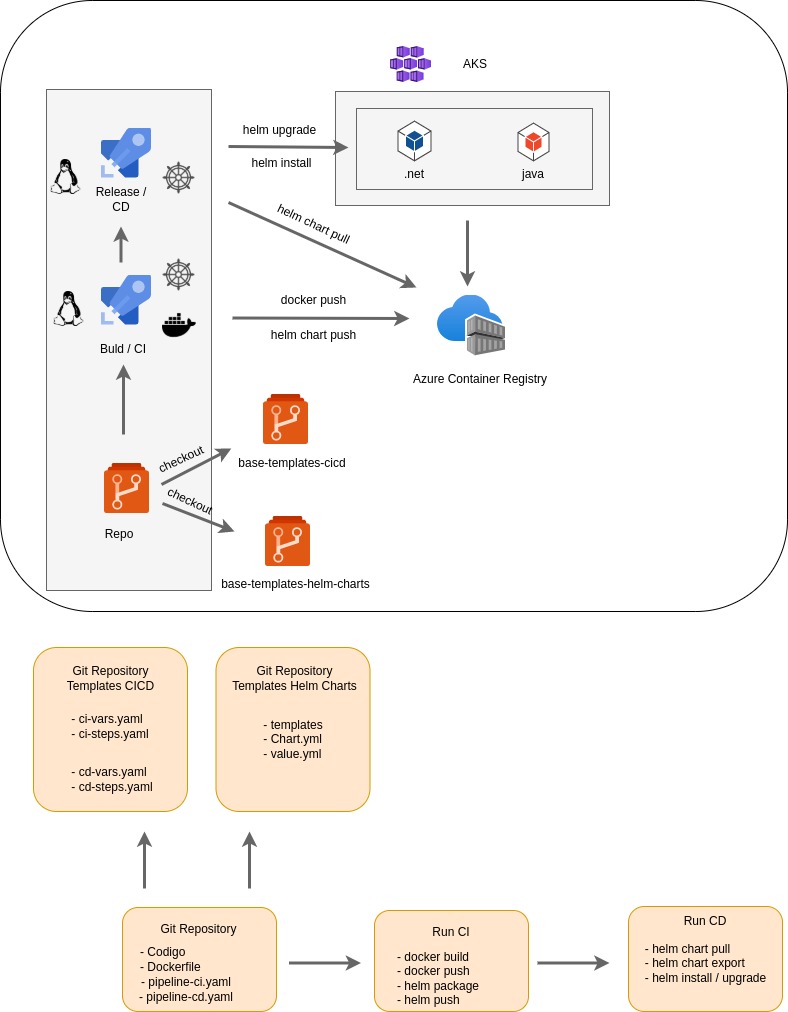 AKS
helm upgrade
helm install
.net
java
Release /
CD
helm chart pull
docker push
helm chart push
Buld / CI
Azure Container Registry
checkout
base-templates-cicd
checkout
Repo
base-templates-helm-charts
Git Repository
Templates CICD
- ci-vars.yaml
- ci-steps.yaml
- cd-vars.yaml
- cd-steps.yaml
Git Repository
Templates Helm Charts
- templates
- Chart.yml
- value.yml
Git Repository
- Codigo
- Dockerfile
- pipeline-ci.yaml
- pipeline-cd.yaml
Run CI
- docker build
- docker push
- helm package
- helm push
Run CD
- helm chart pull
- helm chart export
- helm install / upgrade